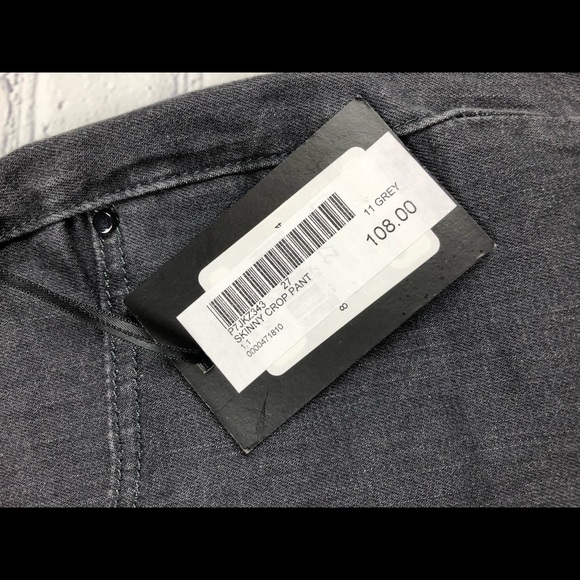 P7JKZ343 27 11 GREY
SKINNY CROP PANT
1.1 108.00
0000471810
8